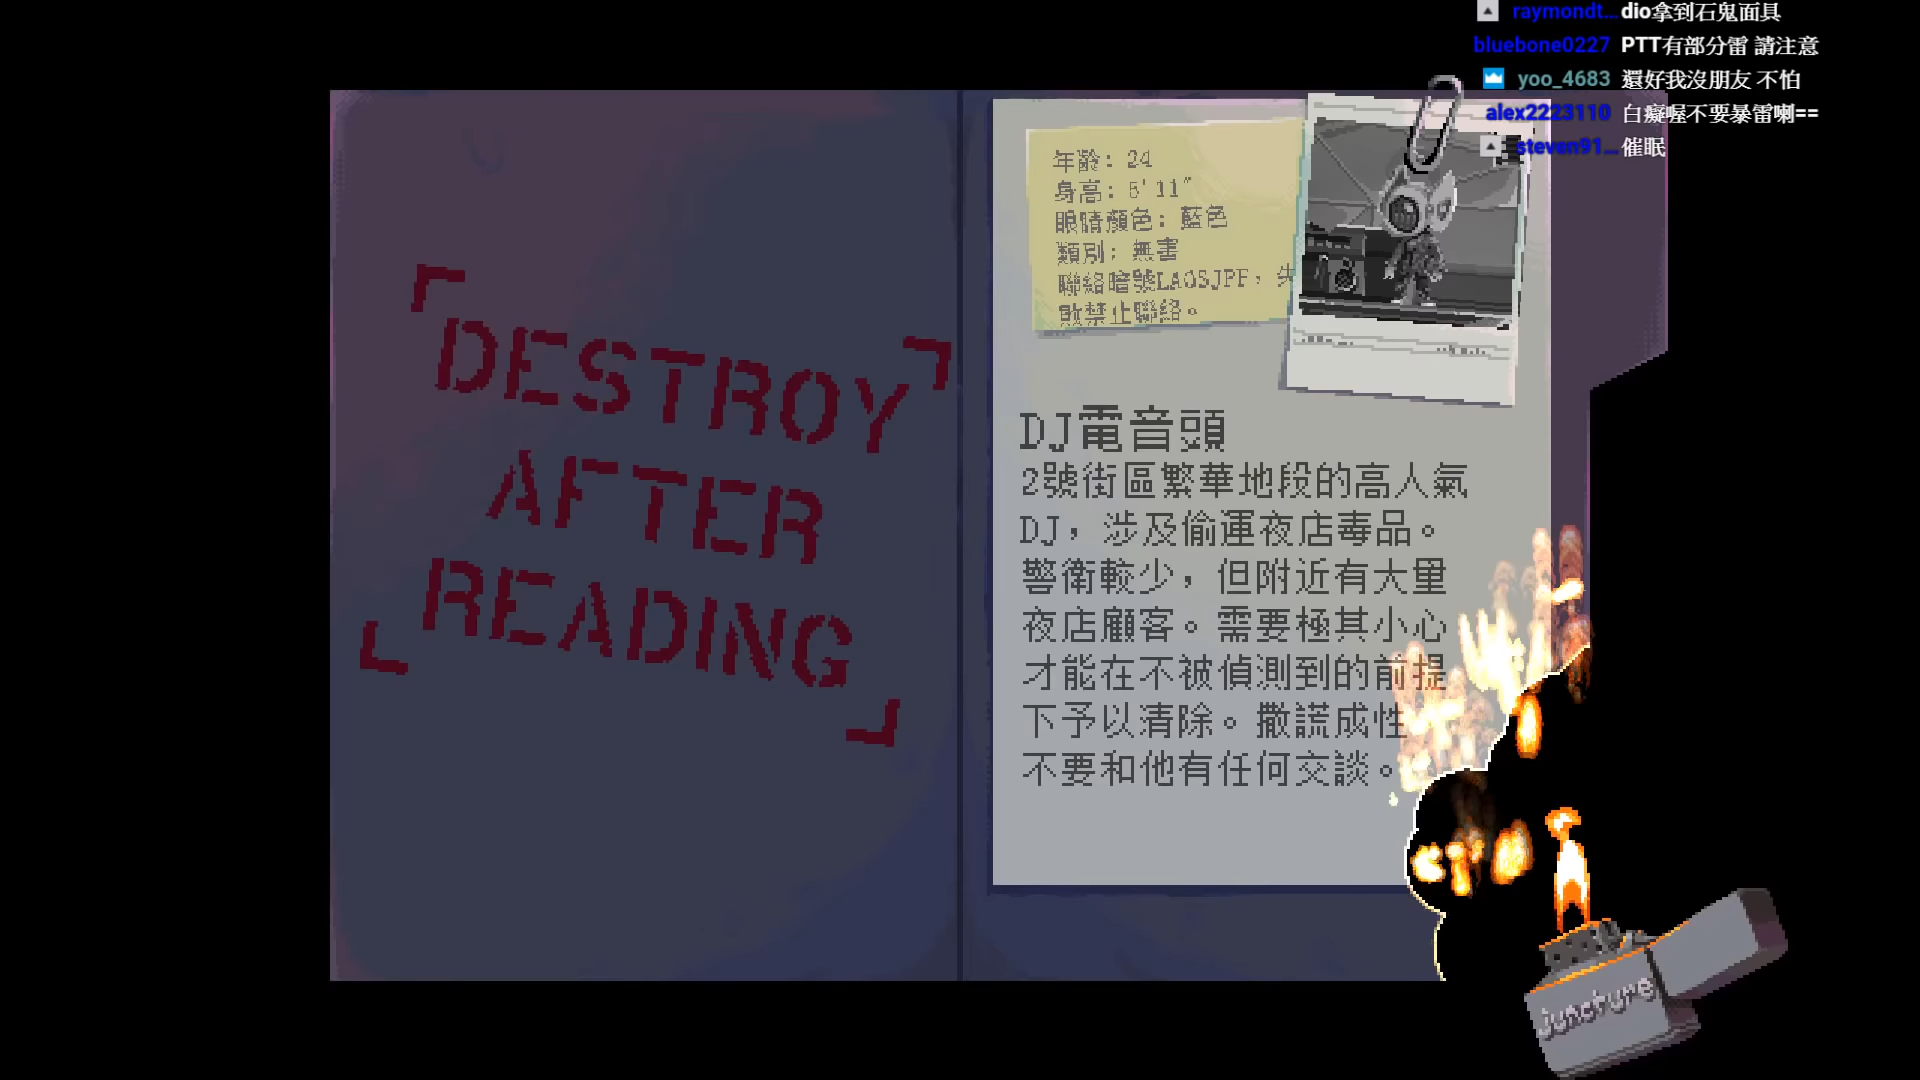 raymondt... dio拿到石鬼面具
bluebone0227 PTT有部分雷 請注意
yoo_4683 還好我沒朋友 不怕
alex2223110 白癡喔不要暴雷喇==
steven91... 催眠
DESTROY
AFTER
READING
年齡: 24
眼睛顏色: 藍色
類別: 無害
聯絡暗號LAOSJPF, 失
敗禁止聯絡。
DJ電音頭
2號街區繁華地段的高人氣
DJ, 涉及偷運夜店毒品。
警衛較少, 但附近有大量
夜店顧客。需要極其小心
才能在不被偵測到的前提
下予以清除。撒謊成性
不要和他有任何交談。
juncture